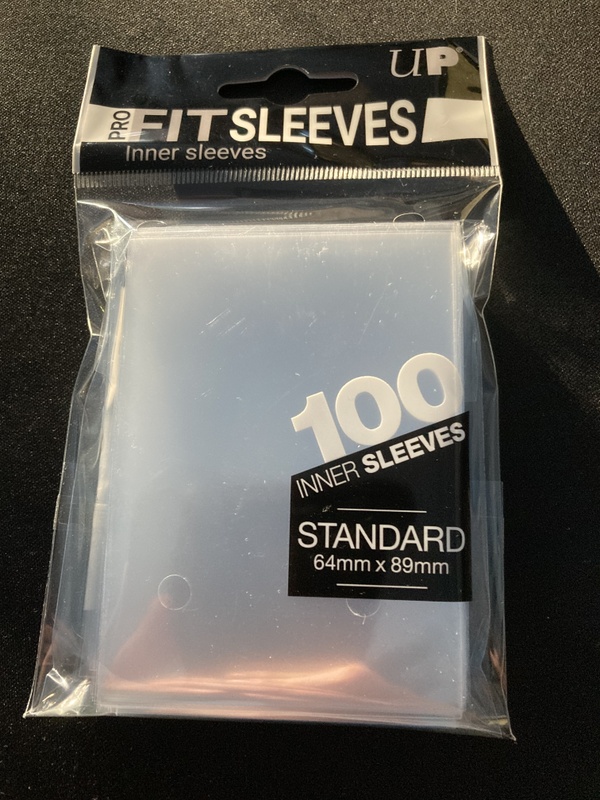 UP®
PRO
FIT SLEEVES
Inner sleeves
100
INNER SLEEVES
STANDARD
64mm x 89mm